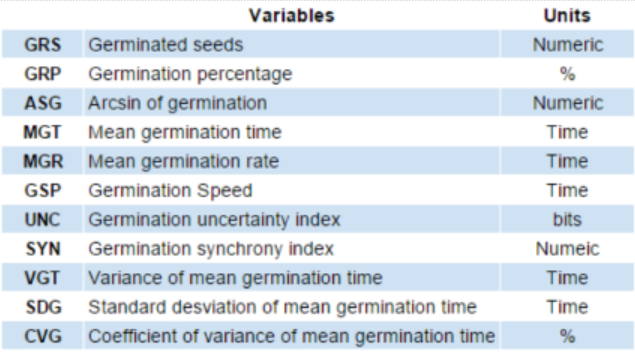 Variables Units
GRS Germinated seeds Numeric
GRP Germination percentage %
ASG Arcsin of germination Numeric
MGT Mean germination time Time
MGR Mean germination rate Time
GSP Germination Speed Time
UNC Germination uncertainty index bits
SYN Germination synchrony index Numeic
VGT Variance of mean germination time Time
SDG Standard desviation of mean germination time Time
CVG Coefficient of variance of mean germination time %